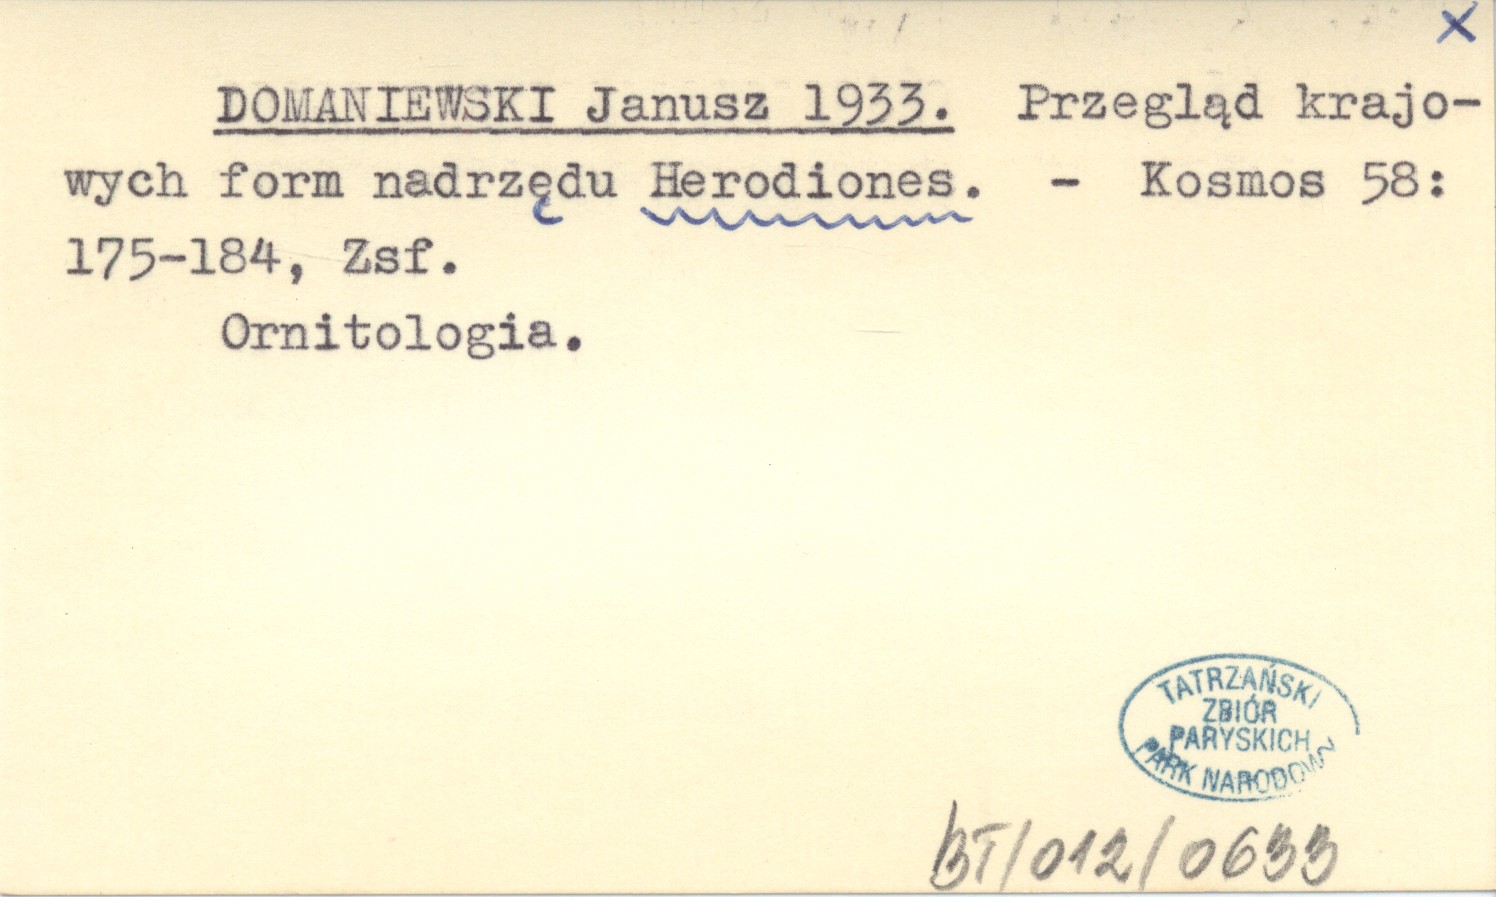 x
DOMANIEWSKI Janusz 1933. Przegląd krajo-
wych form nadrzędu Herodiones. - Kosmos 58:
175-184, Zsf.
Ornitologia.
TATRZAŃSKI
ZBIÓR
PARYSKICH
PARK NARODOWY
BT/012/0633